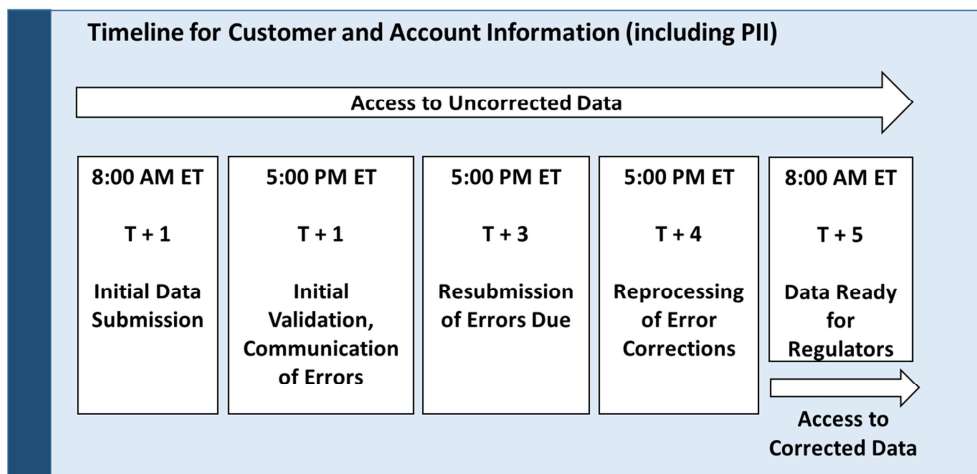 Timeline for Customer and Account Information (including PII)
Access to Uncorrected Data
8:00 AM ET
T + 1
Initial Data
Submission
5:00 PM ET
T + 1
Initial
Validation,
Communication
of Errors
5:00 PM ET
T + 3
Resubmission
of Errors Due
5:00 PM ET
T + 4
Reprocessing
of Error
Corrections
8:00 AM ET
T + 5
Data Ready
for
Regulators
Access to
Corrected Data